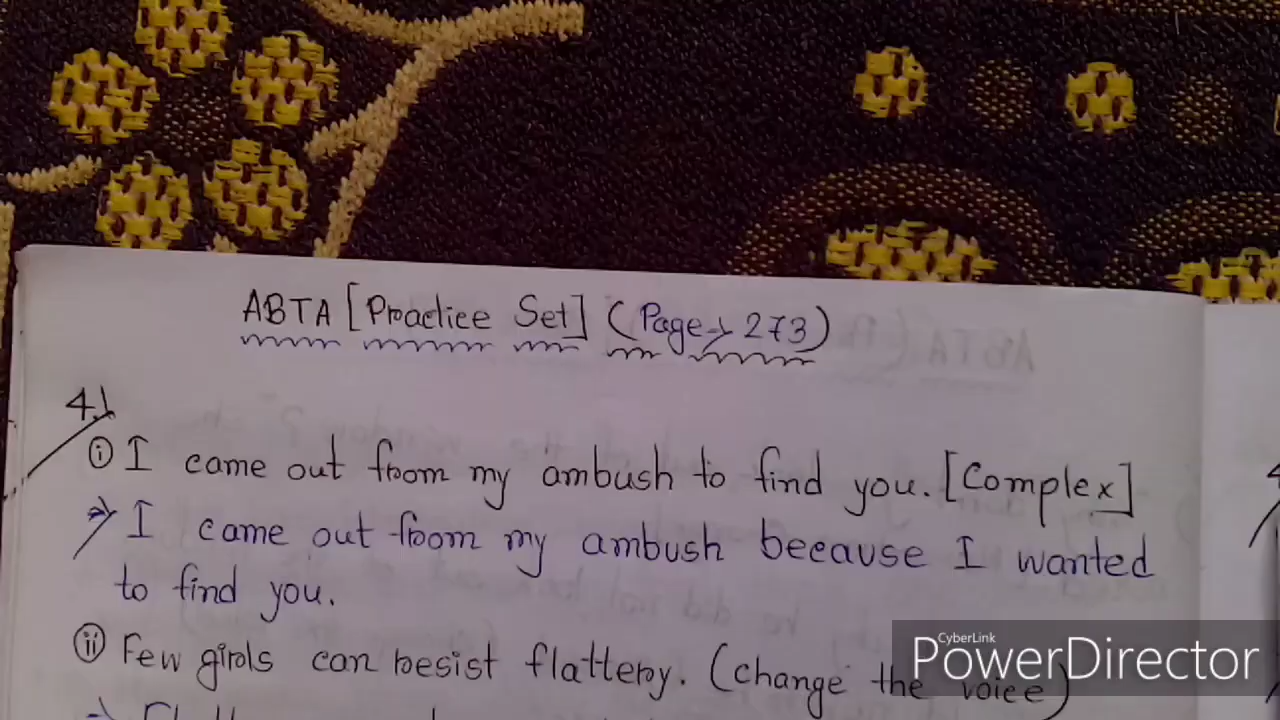 ABTA [Practice Set] (Page→273)
4.
(i) I came out from my ambush to find you. [Complex]
⇒ I came out from my ambush because I wanted
to find you.
(ii) Few girls can resist flattery. (change the voice)
CyberLink
PowerDirector